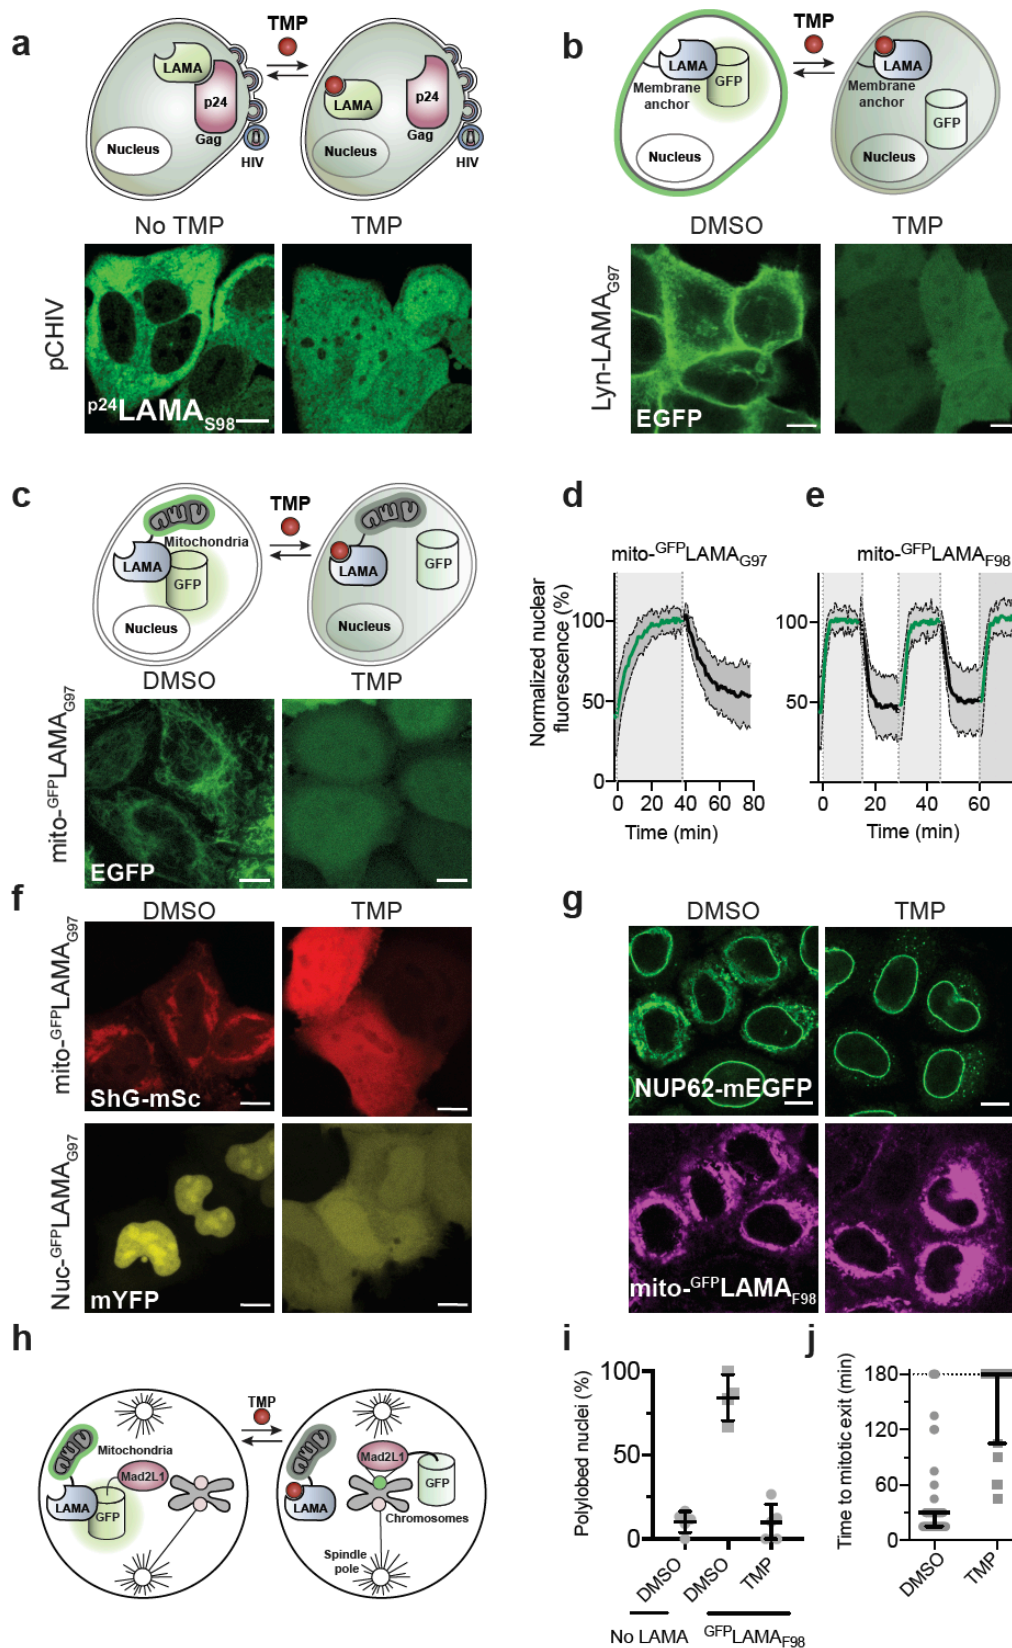 a
TMP
LAMA
p24
Gag
Nucleus
HIV
LAMA
p24
Gag
Nucleus
HIV
No TMP
TMP
pCHIV
p24LAMAS98
b
TMP
LAMA
GFP
Membrane
anchor
Nucleus
LAMA
Membrane
anchor
GFP
Nucleus
DMSO
TMP
Lyn-LAMAG97
EGFP
c
TMP
Mitochondria
LAMA
GFP
Nucleus
LAMA
GFP
Nucleus
DMSO
TMP
mito-GFPLAMAG97
EGFP
d
mito-GFPLAMAG97
Normalized nuclear
fluorescence (%)
100
50
0
0 20 40 60 80
Time (min)
e
mito-GFPLAMAF98
100
50
0 20 40 60
Time (min)
f
DMSO
TMP
mito-GFPLAMAG97
ShG-mSc
Nuc-GFPLAMAG97
mYFP
g
DMSO
TMP
NUP62-mEGFP
mito-GFPLAMAF98
h
TMP
Mitochondria
Mad2L1
LAMA
GFP
Mad2L1
GFP
LAMA
Chromosomes
Spindle
pole
i
Polylobed nuclei (%)
100
50
0
DMSO
DMSO
TMP
No LAMA
GFPLAMAF98
j
Time to mitotic exit (min)
180
120
60
0
DMSO
TMP